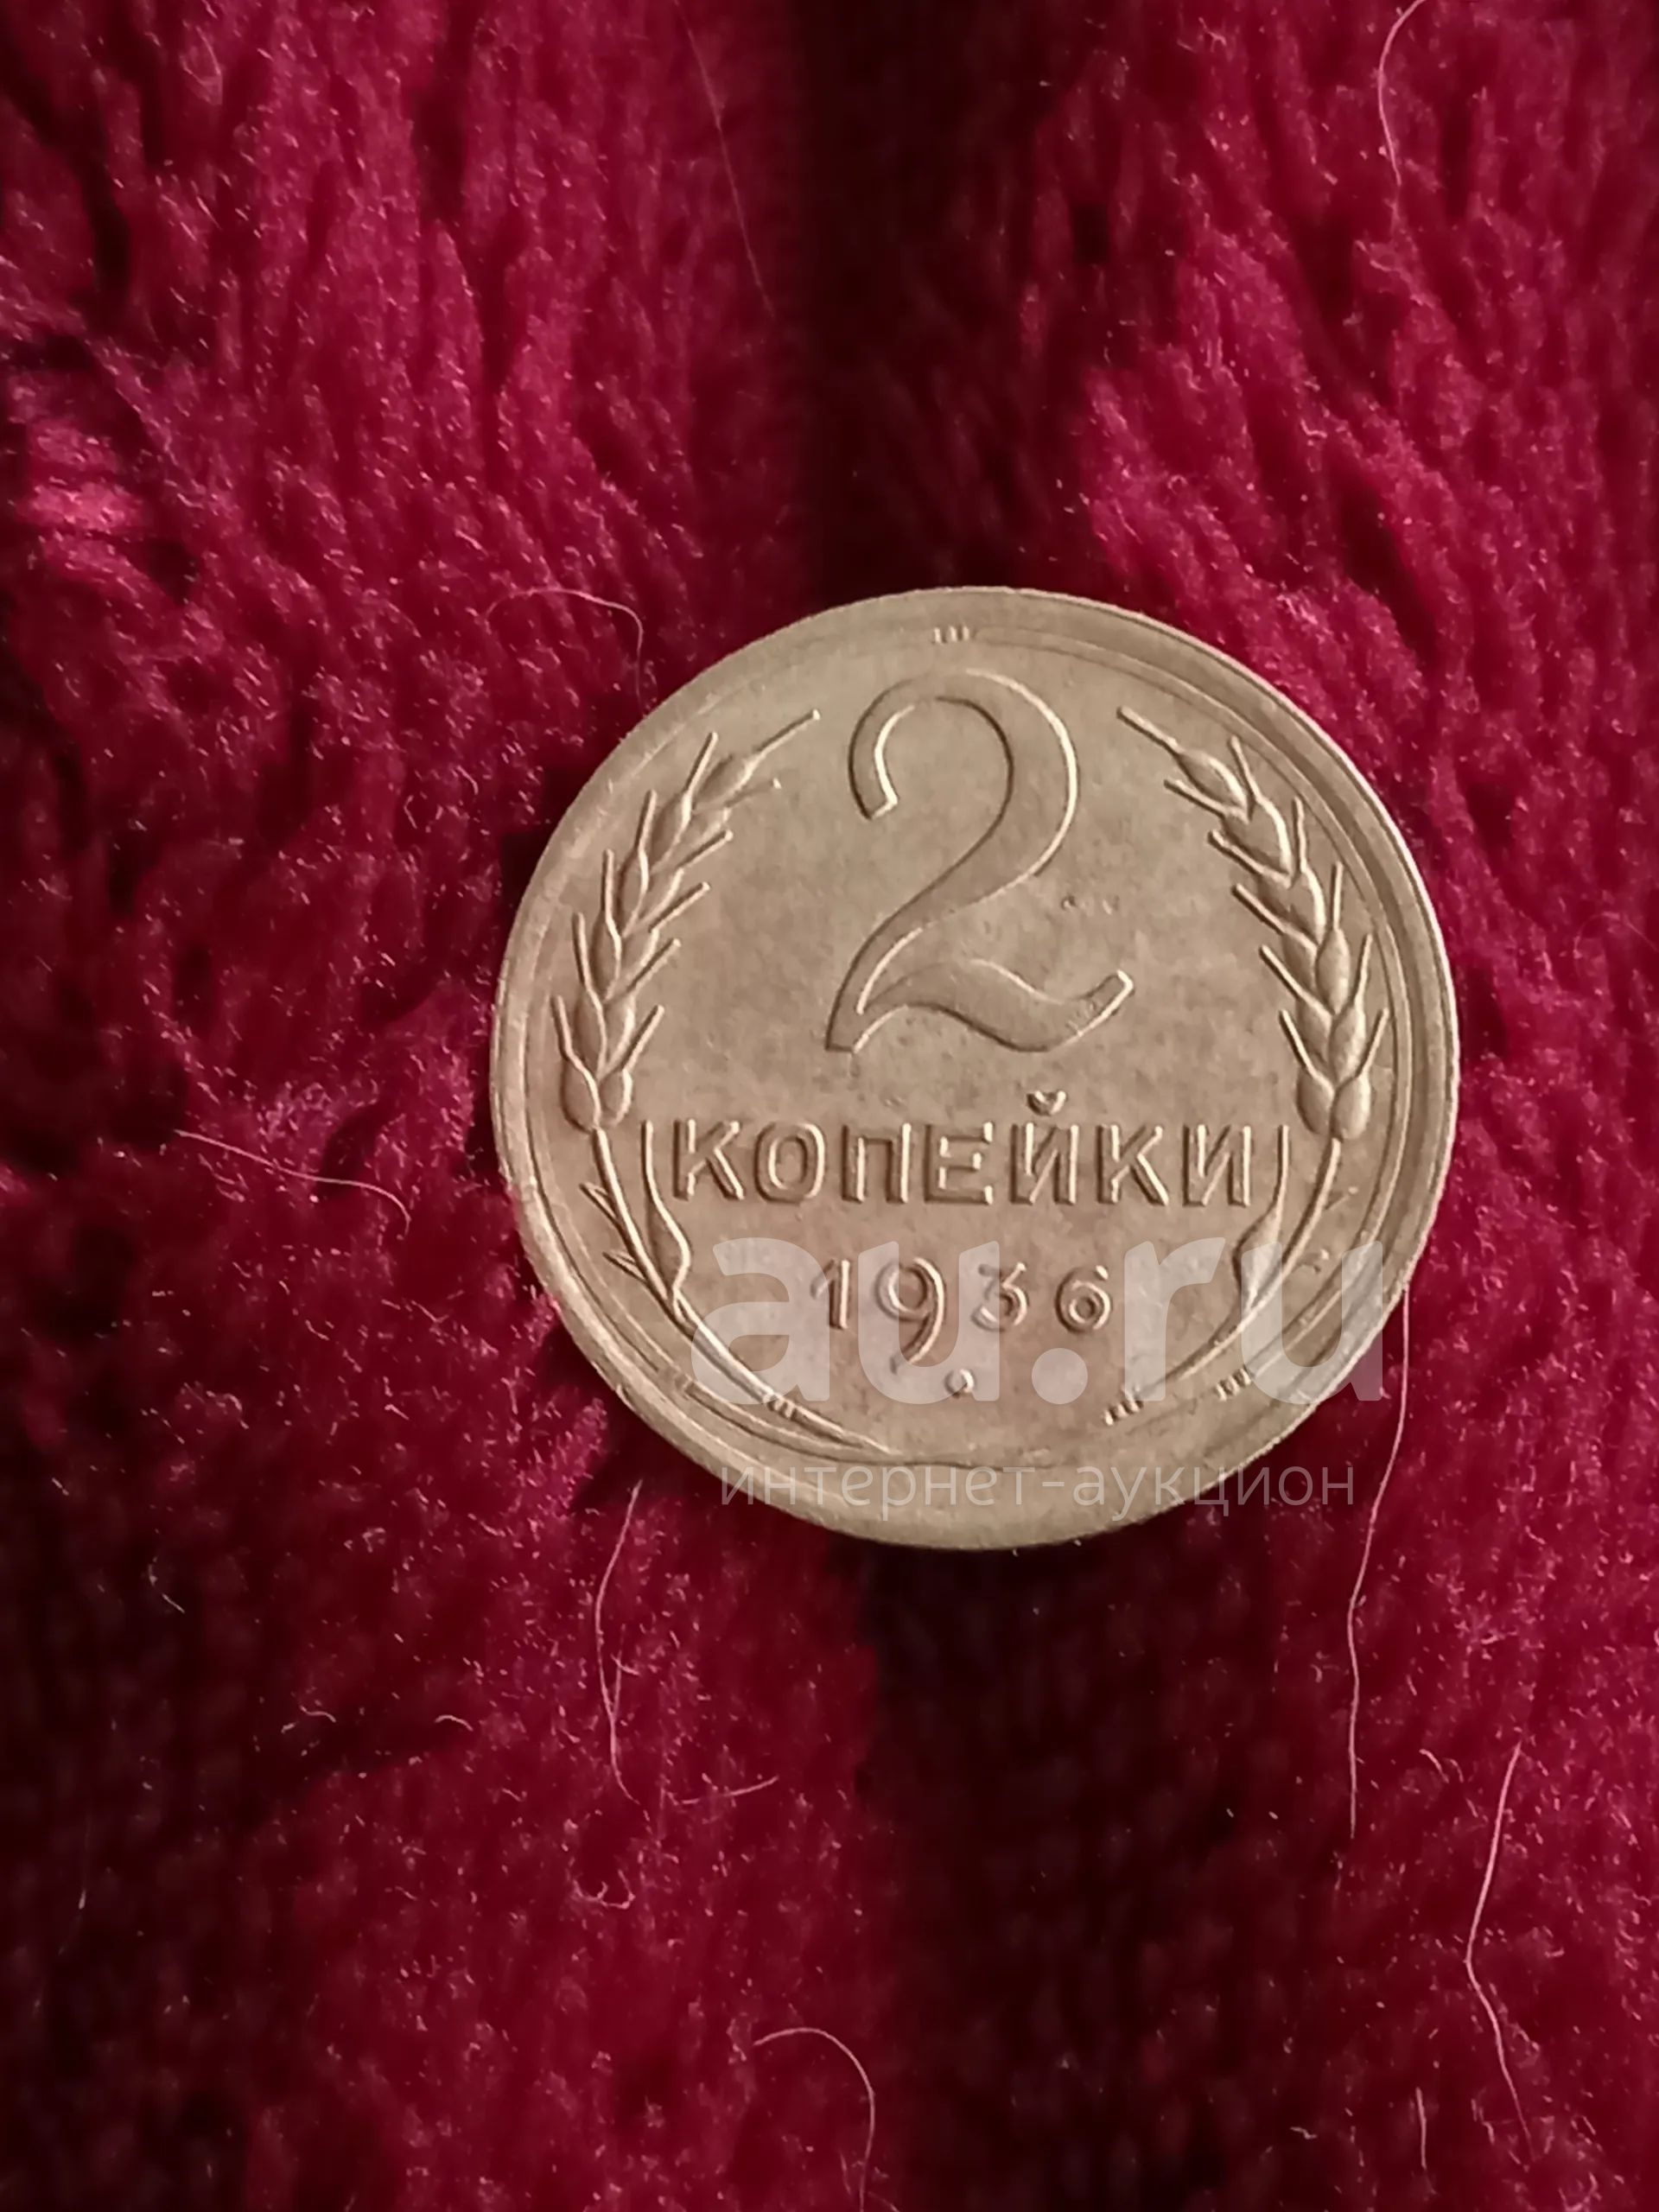 2
КОПЕЙКИ
1936
au.ru
интернет-аукцион